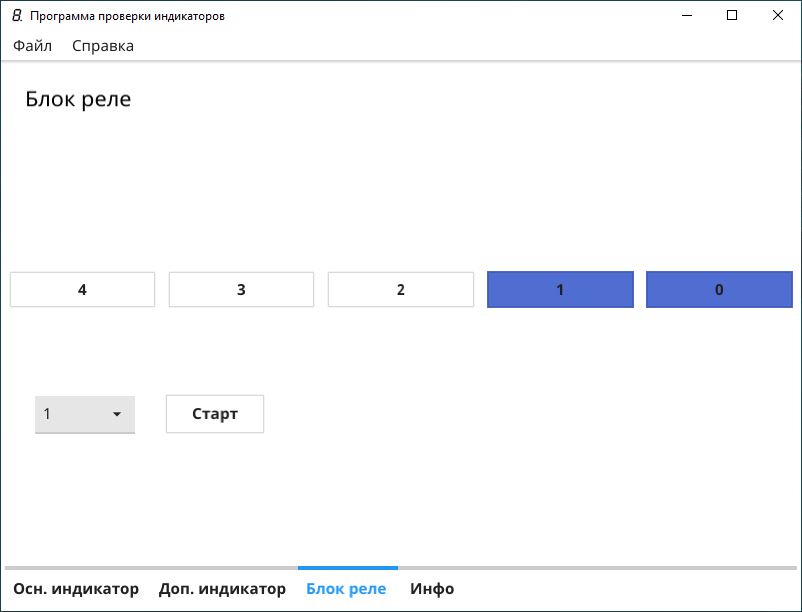 8. Программа проверки индикаторов
Файл Справка
Блок реле
4 3 2 1 0
1 Старт
Осн. индикатор Доп. индикатор Блок реле Инфо